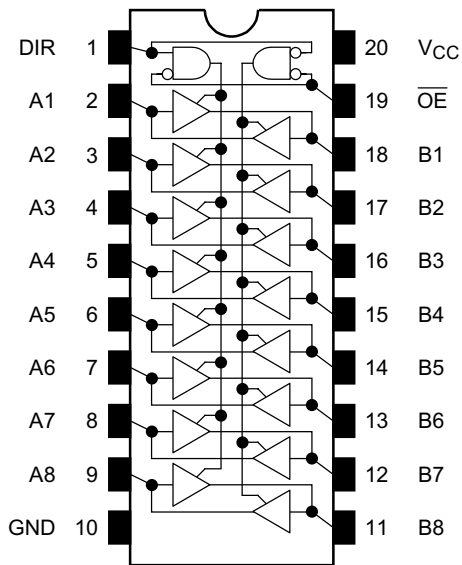 DIR 1 20 VCC
A1 2 19 OE
A2 3 18 B1
A3 4 17 B2
A4 5 16 B3
A5 6 15 B4
A6 7 14 B5
A7 8 13 B6
A8 9 12 B7
GND 10 11 B8